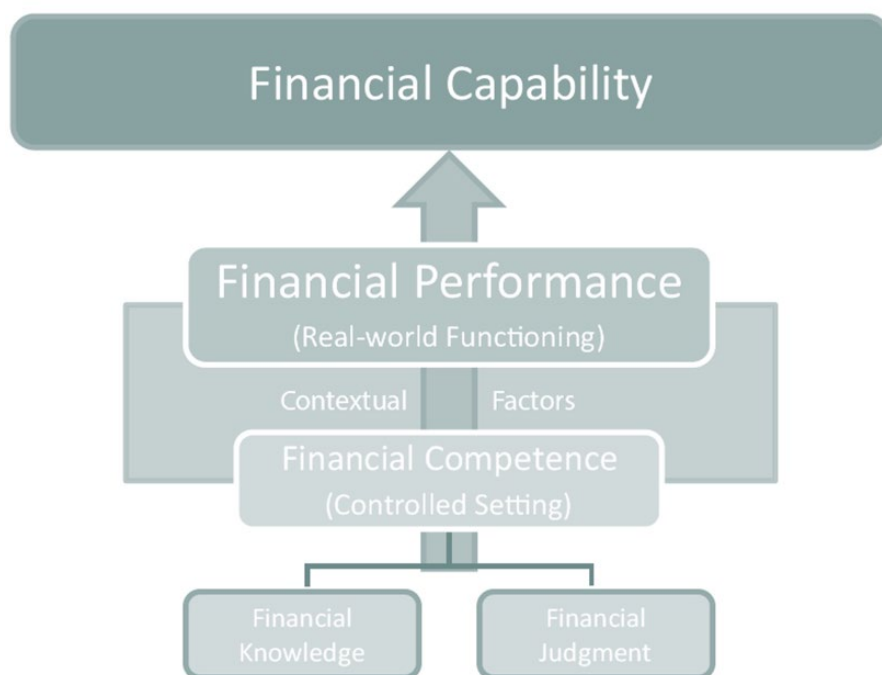 Financial Capability
Financial Performance
(Real-world Functioning)
Contextual Factors
Financial Competence
(Controlled Setting)
Financial
Knowledge
Financial
Judgment